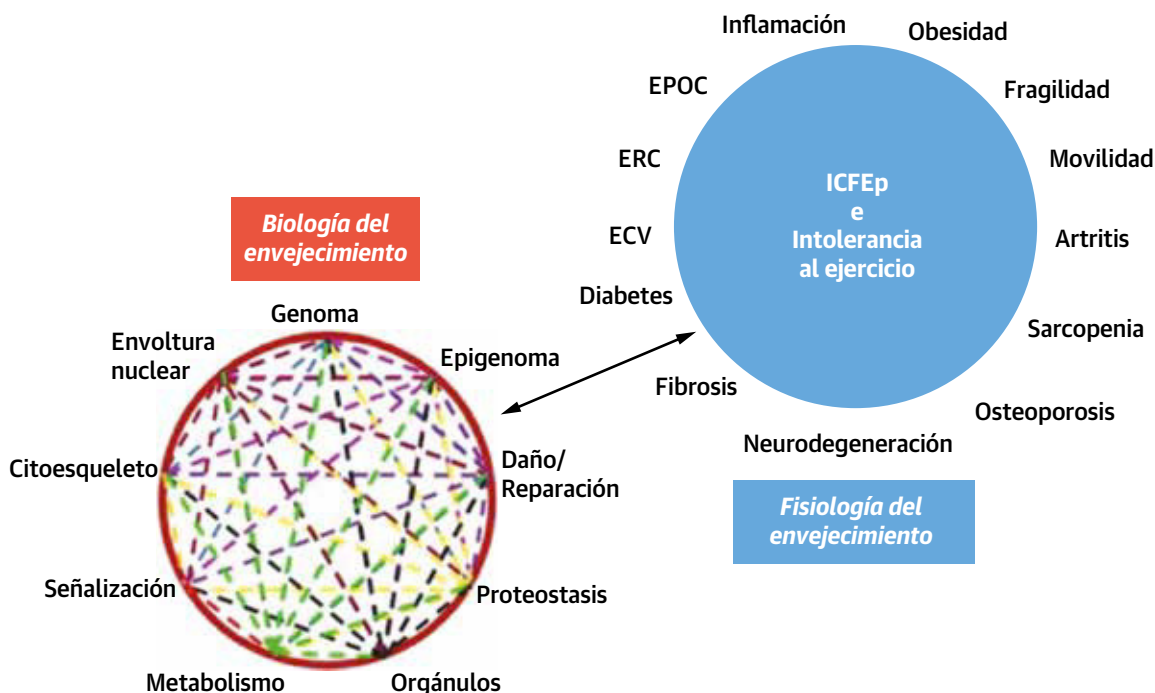 Inflamación
Obesidad
EPOC
Fragilidad
ERC
Movilidad
ECV
Artritis
Diabetes
Sarcopenia
Fibrosis
Osteoporosis
Neurodegeneración
ICFEp
e
Intolerancia
al ejercicio
Fisiología del
envejecimiento
Biología del
envejecimiento
Genoma
Envoltura
nuclear
Epigenoma
Citoesqueleto
Daño/
Reparación
Señalización
Proteostasis
Metabolismo
Orgánulos